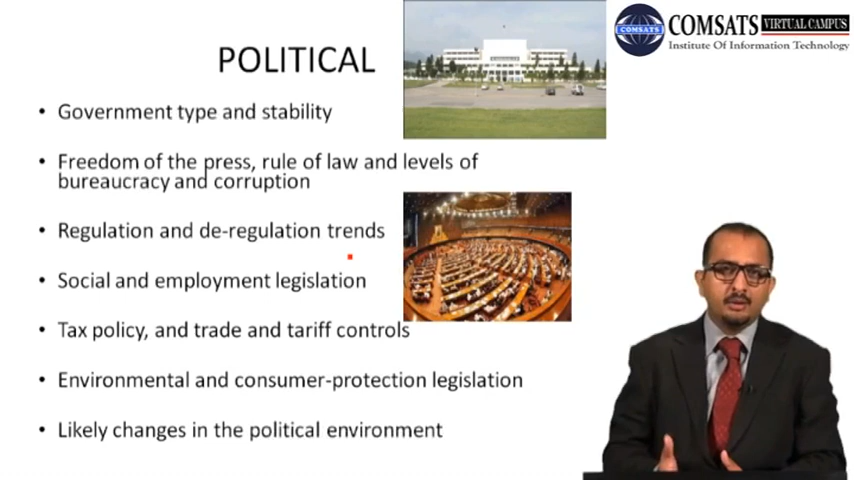 COMSATS VIRTUAL CAMPUS
Institute Of Information Technology
COMSATS
POLITICAL
• Government type and stability
• Freedom of the press, rule of law and levels of
bureaucracy and corruption
• Regulation and de-regulation trends
• Social and employment legislation
• Tax policy, and trade and tariff controls
• Environmental and consumer-protection legislation
• Likely changes in the political environment